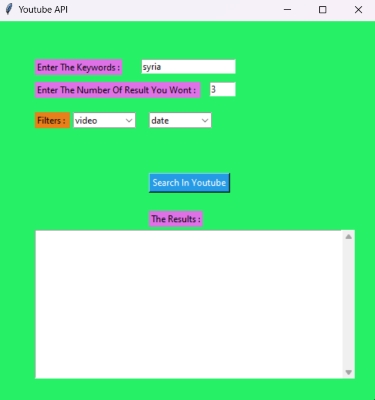 Youtube API
Enter The Keywords : syria
Enter The Number Of Result You Wont : 3
Filters : video date
Search In Youtube
The Results :